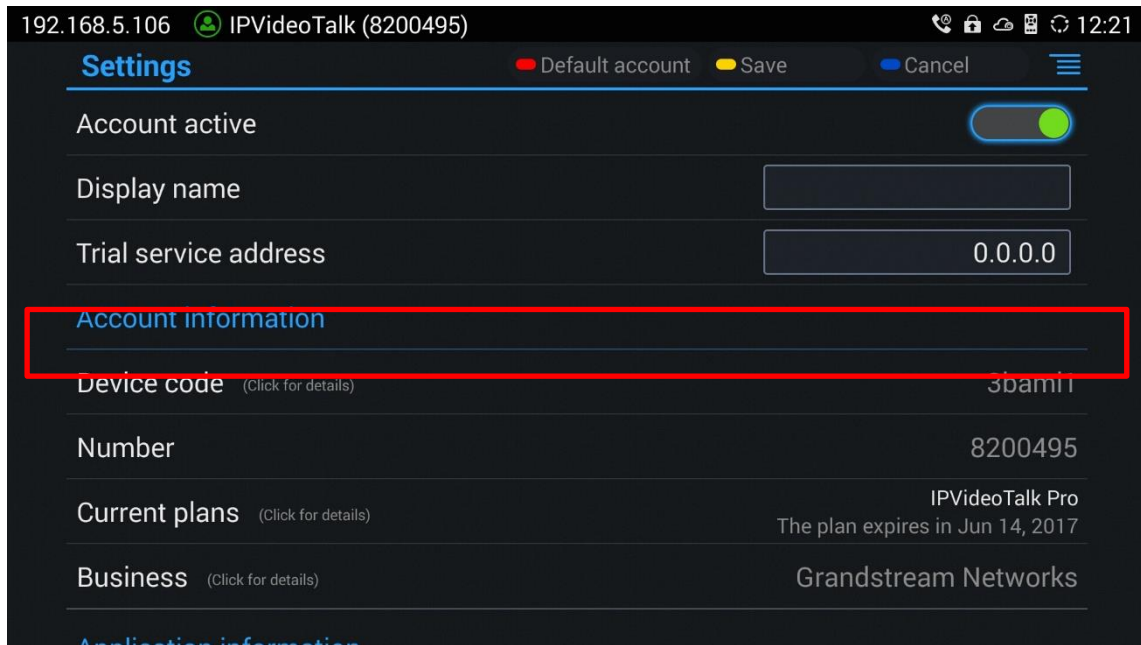 192.168.5.106 IPVideoTalk (8200495) 12:21
Settings Default account Save Cancel
Account active
Display name
Trial service address 0.0.0.0
Account information
Device code (Click for details) 3bami1
Number 8200495
Current plans (Click for details) IPVideoTalk Pro
The plan expires in Jun 14, 2017
Business (Click for details) Grandstream Networks
Application information